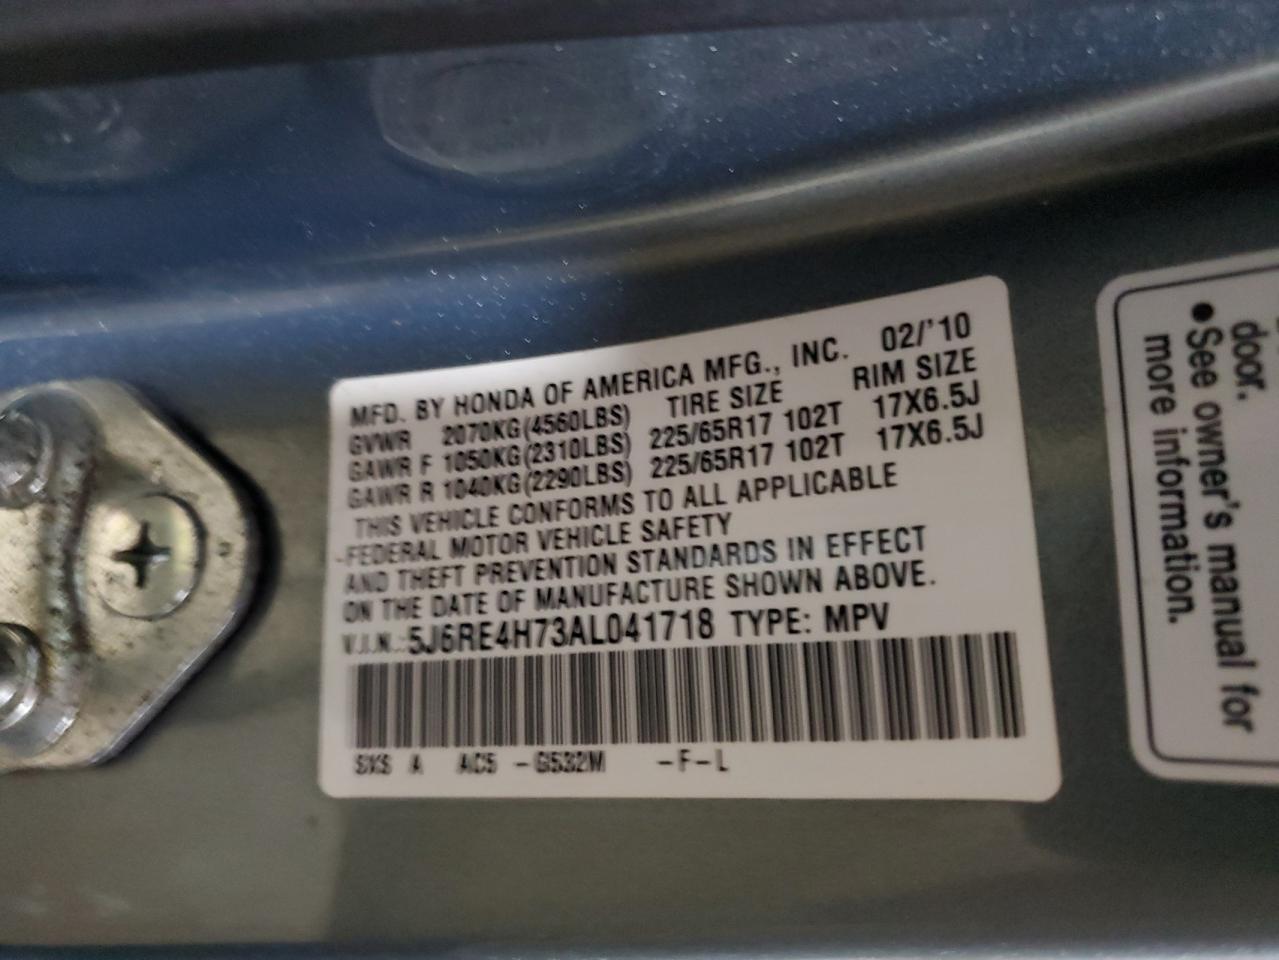 MFD. BY HONDA OF AMERICA MFG., INC. 02/'10
GVWR 2070KG(4560LBS) TIRE SIZE RIM SIZE
GAWR F 1050KG(2310LBS) 225/65R17 102T 17X6.5J
GAWR R 1040KG(2290LBS) 225/65R17 102T 17X6.5J
THIS VEHICLE CONFORMS TO ALL APPLICABLE
FEDERAL MOTOR VEHICLE SAFETY
AND THEFT PREVENTION STANDARDS IN EFFECT
ON THE DATE OF MANUFACTURE SHOWN ABOVE.
V.I.N.:5J6RE4H73AL041718 TYPE: MPV
SXS A AC5 -G532M -F-L
door.
●See owner's manual for
more information.